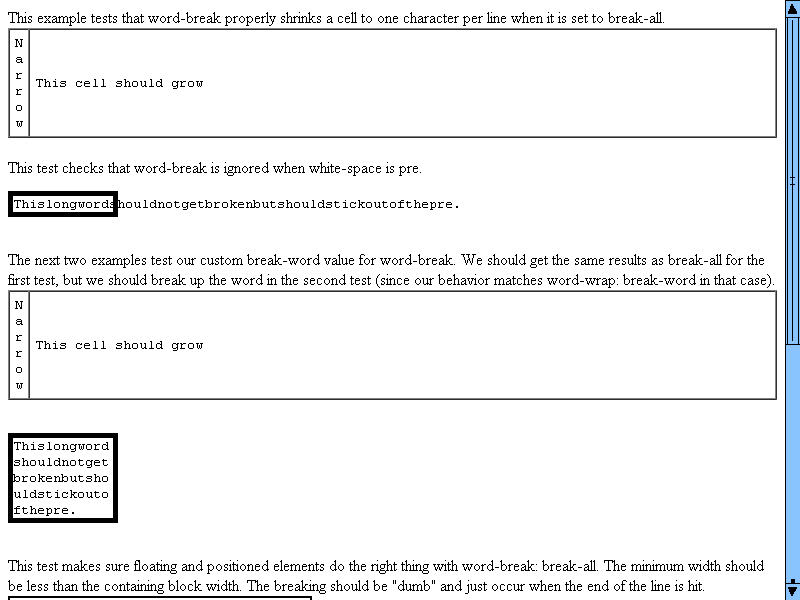 This example tests that word-break properly shrinks a cell to one character per line when it is set to break-all.
N
a
r
r
o
w
This cell should grow
This test checks that word-break is ignored when white-space is pre.
Thislongwordshouldnotgetbrokenbutshouldstickoutofthepre.
The next two examples test our custom break-word value for word-break. We should get the same results as break-all for the
first test, but we should break up the word in the second test (since our behavior matches word-wrap: break-word in that case).
N
a
r
r
o
w
This cell should grow
Thislongword
shouldnotget
brokenbutsho
uldstickouto
fthepre.
This test makes sure floating and positioned elements do the right thing with word-break: break-all. The minimum width should
be less than the containing block width. The breaking should be "dumb" and just occur when the end of the line is hit.